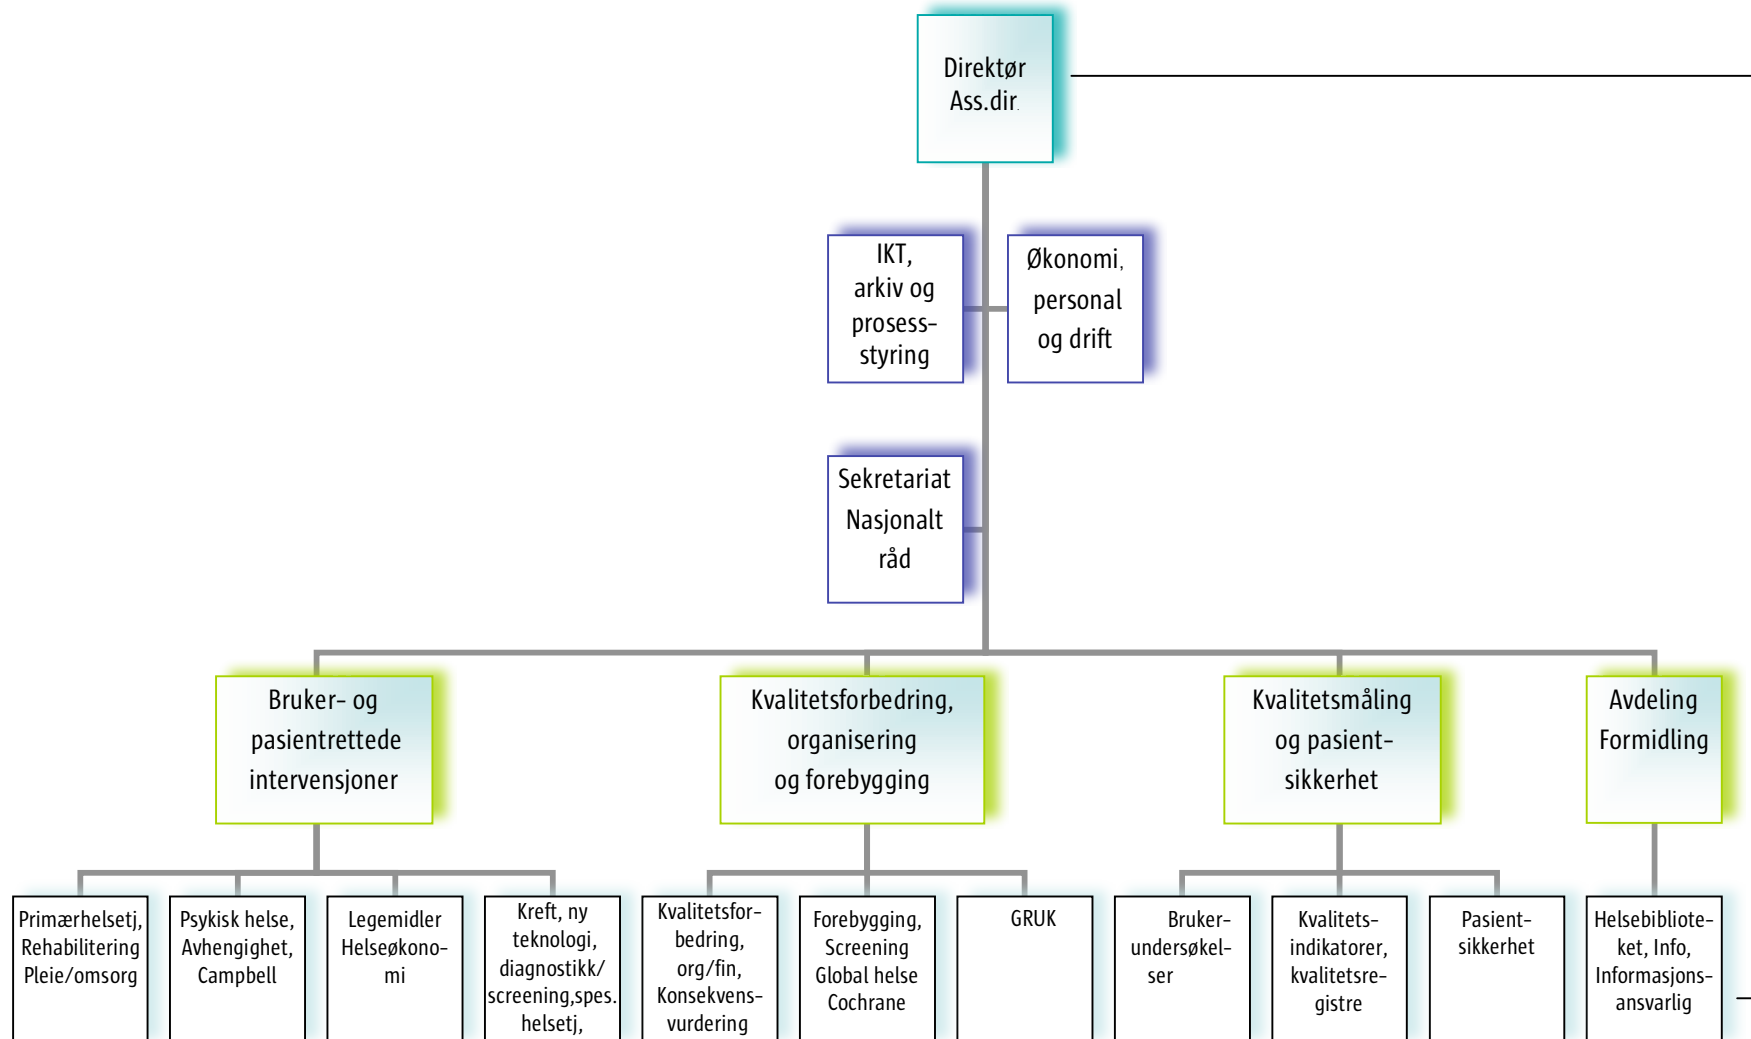 Direktør
Ass.dir.
IKT,
arkiv og
prosess-
styring
Økonomi,
personal
og drift
Sekretariat
Nasjonalt
råd
Bruker- og
pasientrettede
intervensjoner
Kvalitetsforbedring,
organisering
og forebygging
Kvalitetsmåling
og pasient-
sikkerhet
Avdeling
Formidling
Primærhelsetj,
Rehabilitering
Pleie/omsorg
Psykisk helse,
Avhengighet,
Campbell
Legemidler
Helseøkono-
mi
Kreft, ny
teknologi,
diagnostikk/
screening,spes.
helsetj,
Kvalitetsfor-
bedring,
org/fin,
Konsekvens-
vurdering
Forebygging,
Screening
Global helse
Cochrane
GRUK
Bruker-
undersøkel-
ser
Kvalitets-
indikatorer,
kvalitetsre-
gistre
Pasient-
sikkerhet
Helsebibliote-
ket, Info,
Informasjons-
ansvarlig